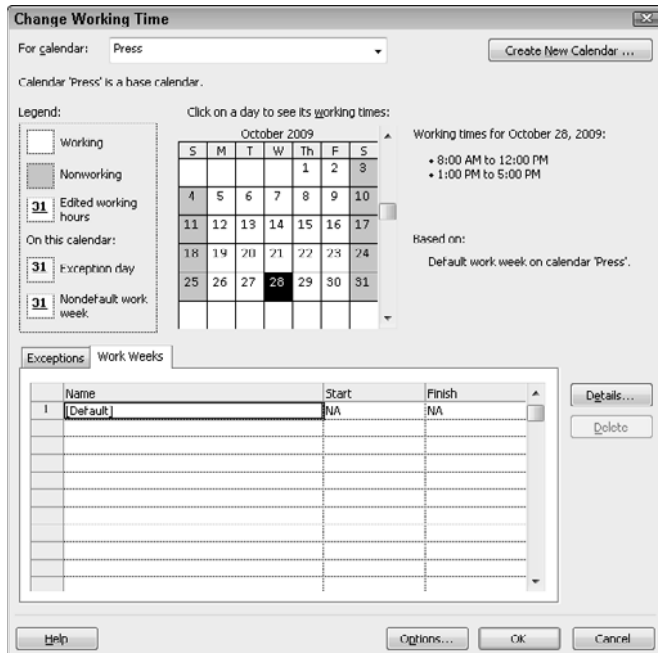 Change Working Time
For calendar: Press
Create New Calendar ...
Calendar 'Press' is a base calendar.
Legend:
Working
Nonworking
31 Edited working hours
On this calendar:
31 Exception day
31 Nondefault work week
Click on a day to see its working times:
October 2009
S M T W Th F S
1 2 3
4 5 6 7 8 9 10
11 12 13 14 15 16 17
18 19 20 21 22 23 24
25 26 27 28 29 30 31
Working times for October 28, 2009:
• 8:00 AM to 12:00 PM
• 1:00 PM to 5:00 PM
Based on:
Default work week on calendar 'Press'.
Exceptions Work Weeks
Name Start Finish
1 [Default] NA NA
Details...
Delete
Help Options... OK Cancel